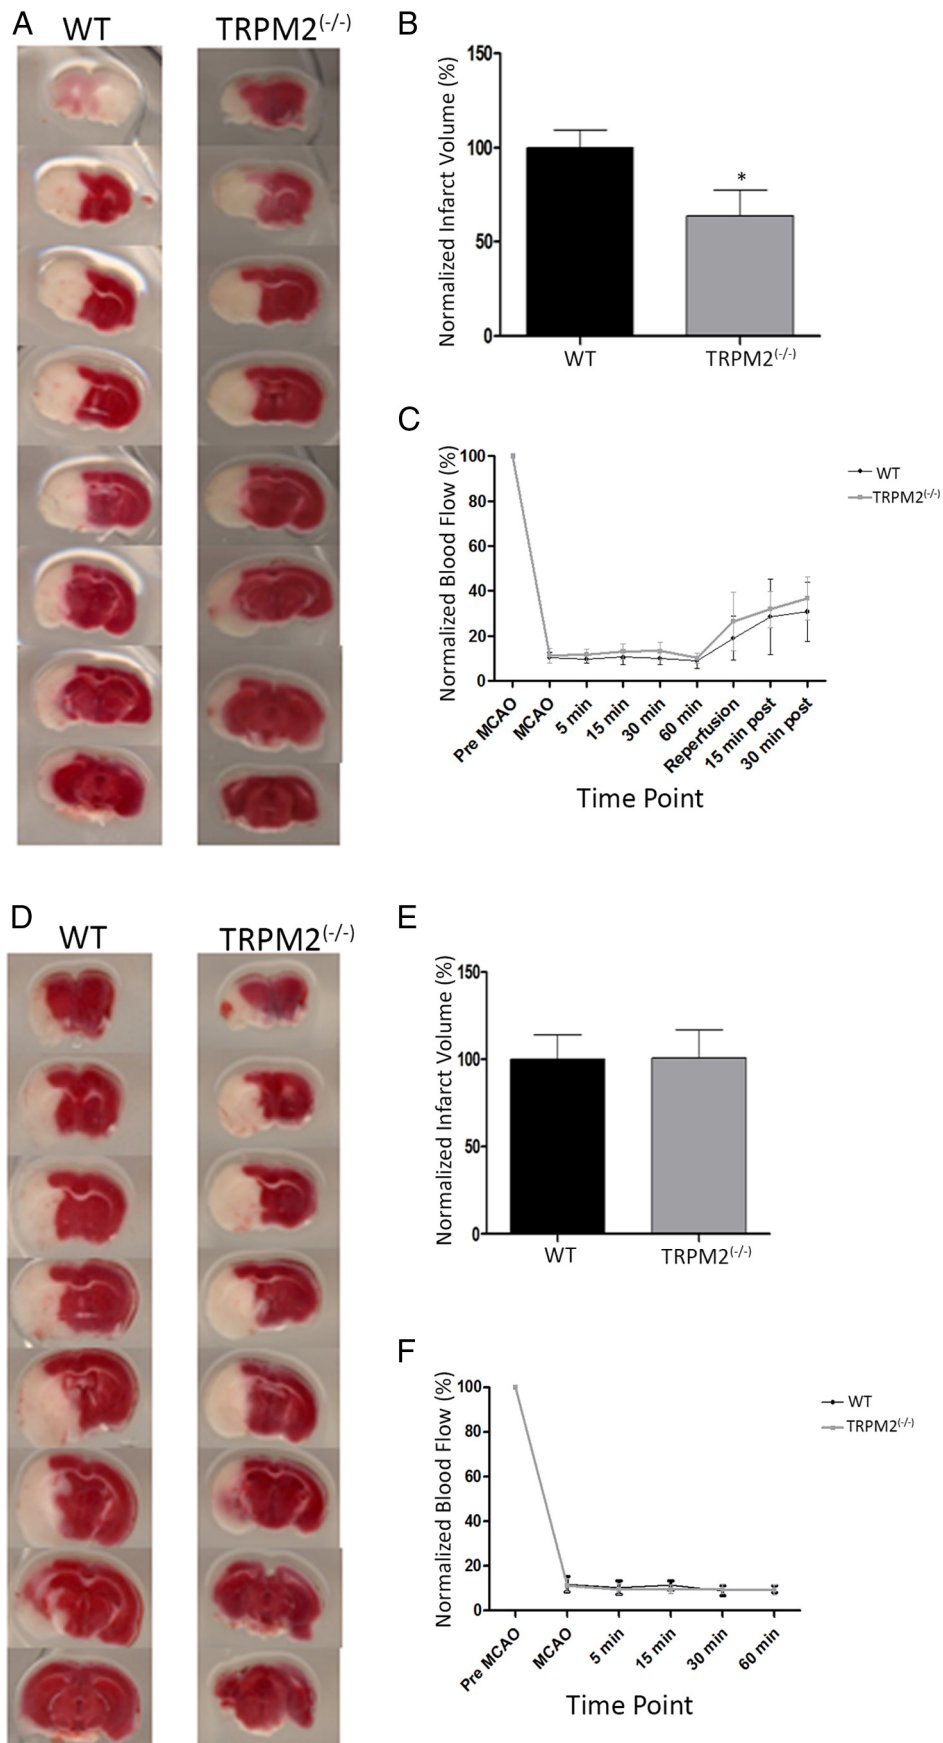 A
WT
TRPM2(-/-)
B
Normalized Infarct Volume (%)
150
100
50
0
*
WT
TRPM2(-/-)
C
Normalized Blood Flow (%)
100
80
60
40
20
0
Pre MCAO
MCAO
5 min
15 min
30 min
60 min
Reperfusion
15 min post
30 min post
Time Point
WT
TRPM2(-/-)
D
WT
TRPM2(-/-)
E
Normalized Infarct Volume (%)
150
100
50
0
WT
TRPM2(-/-)
F
Normalized Blood Flow (%)
100
80
60
40
20
0
Pre MCAO
MCAO
5 min
15 min
30 min
60 min
Time Point
WT
TRPM2(-/-)